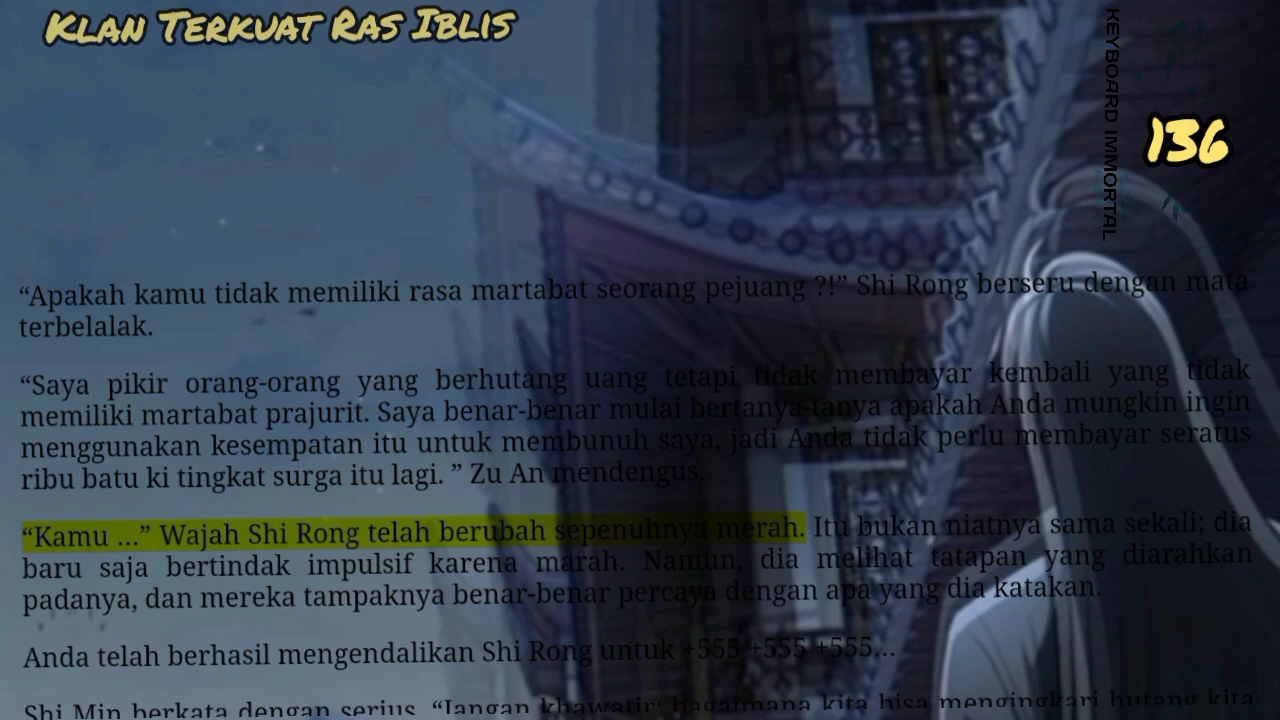 Klan Terkuat Ras Iblis
KEYBOARD IMMORTAL
136
“Apakah kamu tidak memiliki rasa martabat seorang pejuang ?!” Shi Rong berseru dengan mata
terbelalak.
“Saya pikir orang-orang yang berhutang uang tetapi tidak membayar kembali yang tidak
memiliki martabat prajurit. Saya benar-benar mulai bertanya-tanya apakah Anda mungkin ingin
menggunakan kesempatan itu untuk membunuh saya, jadi Anda tidak perlu membayar seratus
ribu batu ki tingkat surga itu lagi. ” Zu An mendengus.
“Kamu ...” Wajah Shi Rong telah berubah sepenuhnya merah. Itu bukan niatnya sama sekali; dia
baru saja bertindak impulsif karena marah. Namun, dia melihat tatapan yang diarahkan
padanya, dan mereka tampaknya benar-benar percaya dengan apa yang dia katakan.
Anda telah berhasil mengendalikan Shi Rong untuk +555 +555 +555...
Shi Min berkata dengan serius, “Jangan khawatir; bagaimana kita bisa mengingkari hutang kita